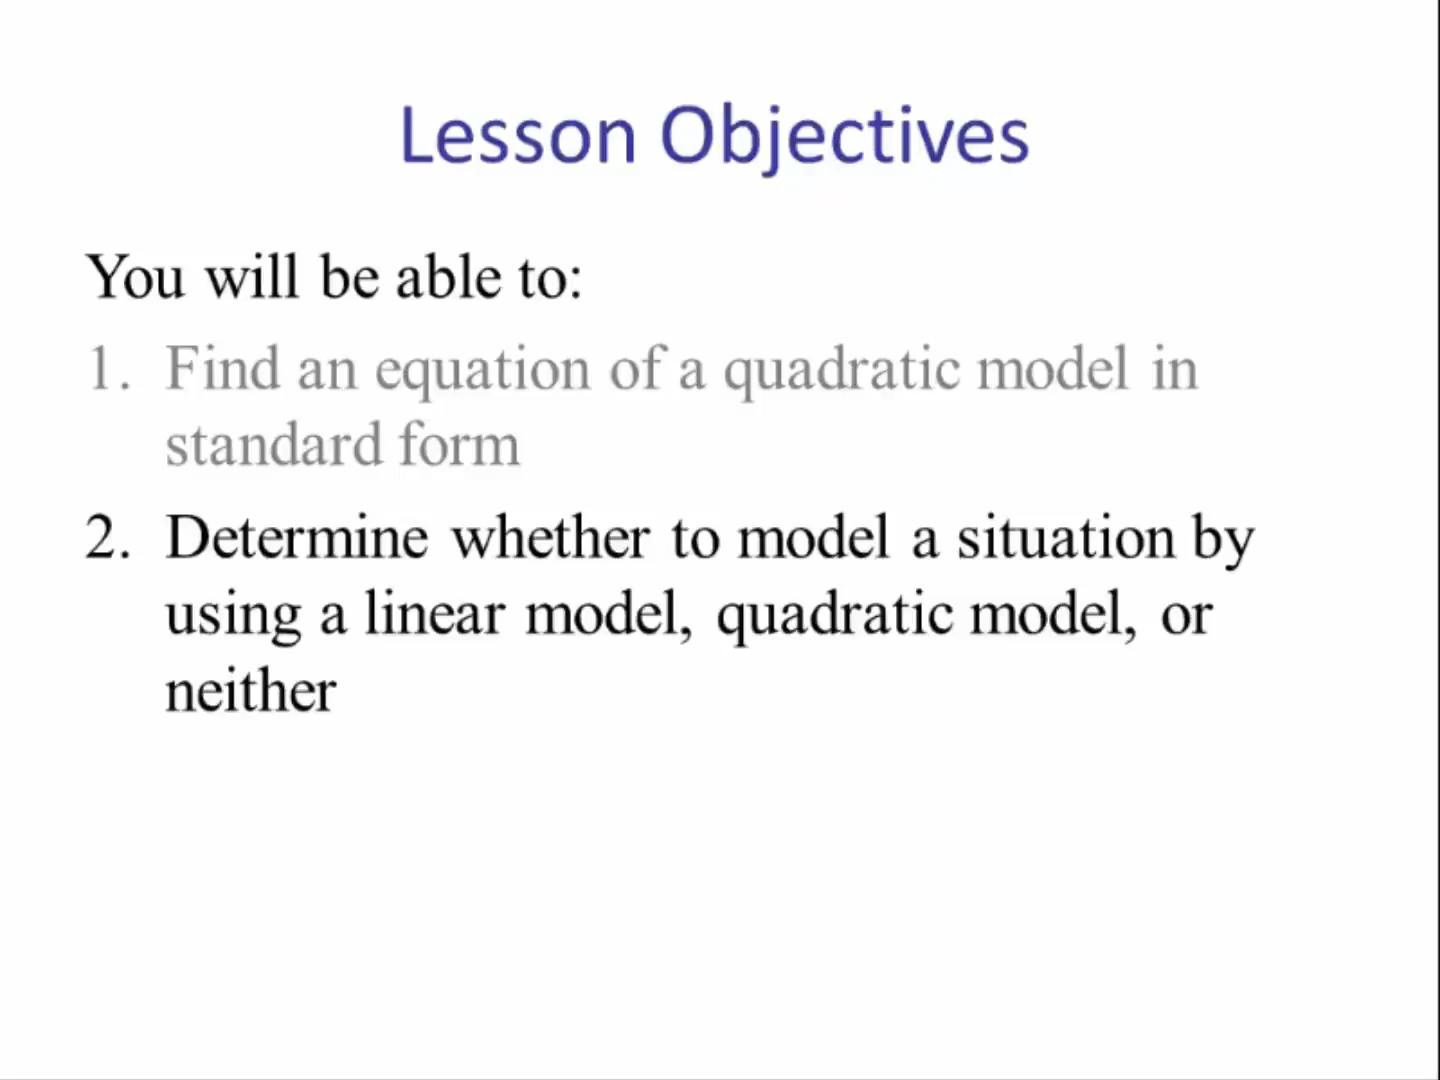 Lesson Objectives
You will be able to:
1. Find an equation of a quadratic model in
standard form
2. Determine whether to model a situation by
using a linear model, quadratic model, or
neither